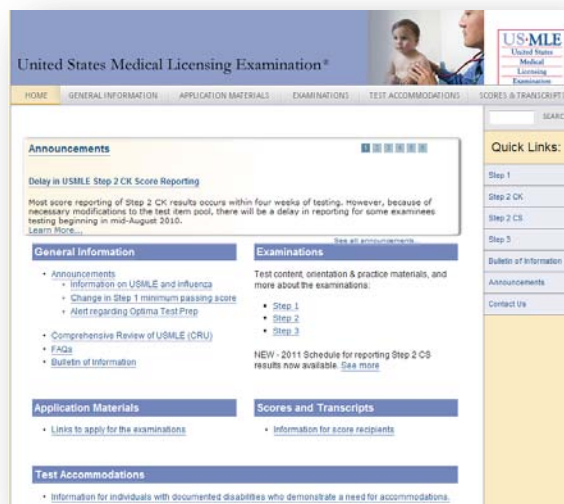 United States Medical Licensing Examination®
US·MLE
United States
Medical
Licensing
Examination
HOME GENERAL INFORMATION APPLICATION MATERIALS EXAMINATIONS TEST ACCOMMODATIONS SCORES & TRANSCRIPTS
SEARC
Announcements
1 2 3 4 5 6
Delay in USMLE Step 2 CK Score Reporting
Most score reporting of Step 2 CK results occurs within four weeks of testing. However, because of
necessary modifications to the test item pool, there will be a delay in reporting for some examinees
testing beginning in mid-August 2010.
Learn More...
See all announcements...
General Information
• Announcements
• Information on USMLE and influenza
• Change in Step 1 minimum passing score
• Alert regarding Optima Test Prep
• Comprehensive Review of USMLE (CRU)
• FAQs
• Bulletin of Information
Examinations
Test content, orientation & practice materials, and
more about the examinations:
• Step 1
• Step 2
• Step 3
NEW - 2011 Schedule for reporting Step 2 CS
results now available. See more
Application Materials
• Links to apply for the examinations
Scores and Transcripts
• Information for score recipients
Test Accommodations
• Information for individuals with documented disabilities who demonstrate a need for accommodations.
Quick Links:
Step 1
Step 2 CK
Step 2 CS
Step 3
Bulletin of Information
Announcements
Contact Us